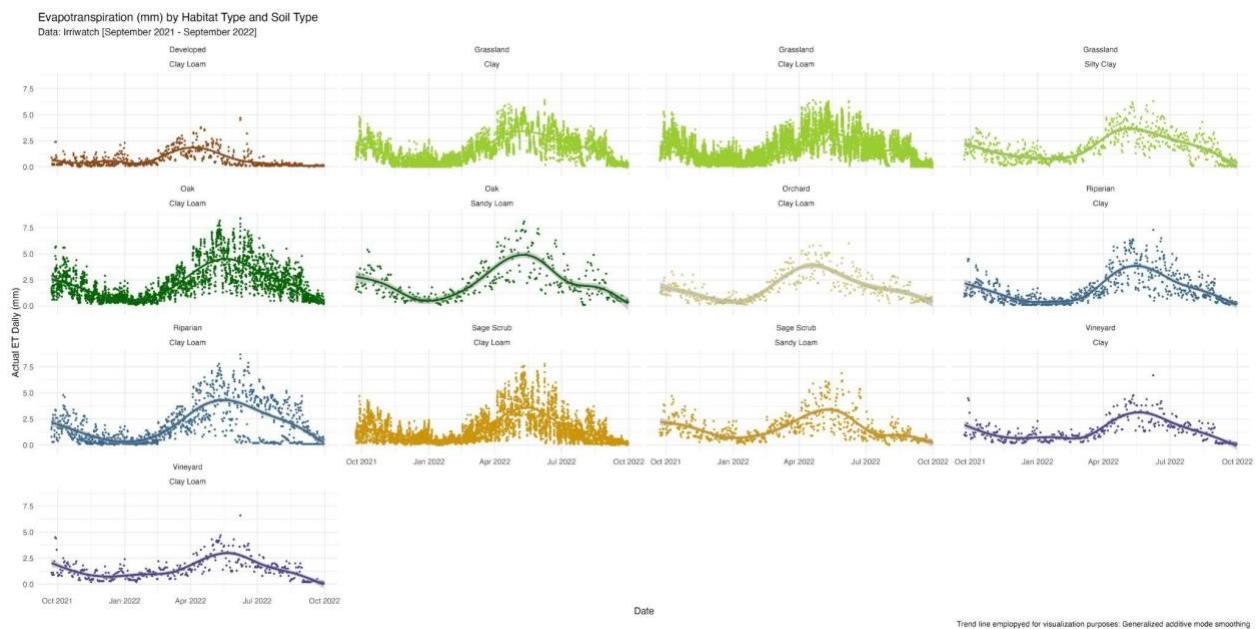 Evapotranspiration (mm) by Habitat Type and Soil Type
Data: Irriwatch [September 2021 - September 2022]
Developed
Clay Loam
Grassland
Clay
Grassland
Clay Loam
Grassland
Silty Clay
7.5
5.0
2.5
0.0
Oak
Clay Loam
Oak
Sandy Loam
Orchard
Clay Loam
Riparian
Clay
7.5
5.0
2.5
0.0
Actual ET Daily (mm)
Riparian
Clay Loam
Sage Scrub
Clay Loam
Sage Scrub
Sandy Loam
Vineyard
Clay
7.5
5.0
2.5
0.0
Oct 2021 Jan 2022 Apr 2022 Jul 2022 Oct 2022
Oct 2021 Jan 2022 Apr 2022 Jul 2022 Oct 2022
Oct 2021 Jan 2022 Apr 2022 Jul 2022 Oct 2022
Vineyard
Clay Loam
7.5
5.0
2.5
0.0
Oct 2021 Jan 2022 Apr 2022 Jul 2022 Oct 2022
Date
Trend line emplopyed for visualization purposes: Generalized additive mode smoothing